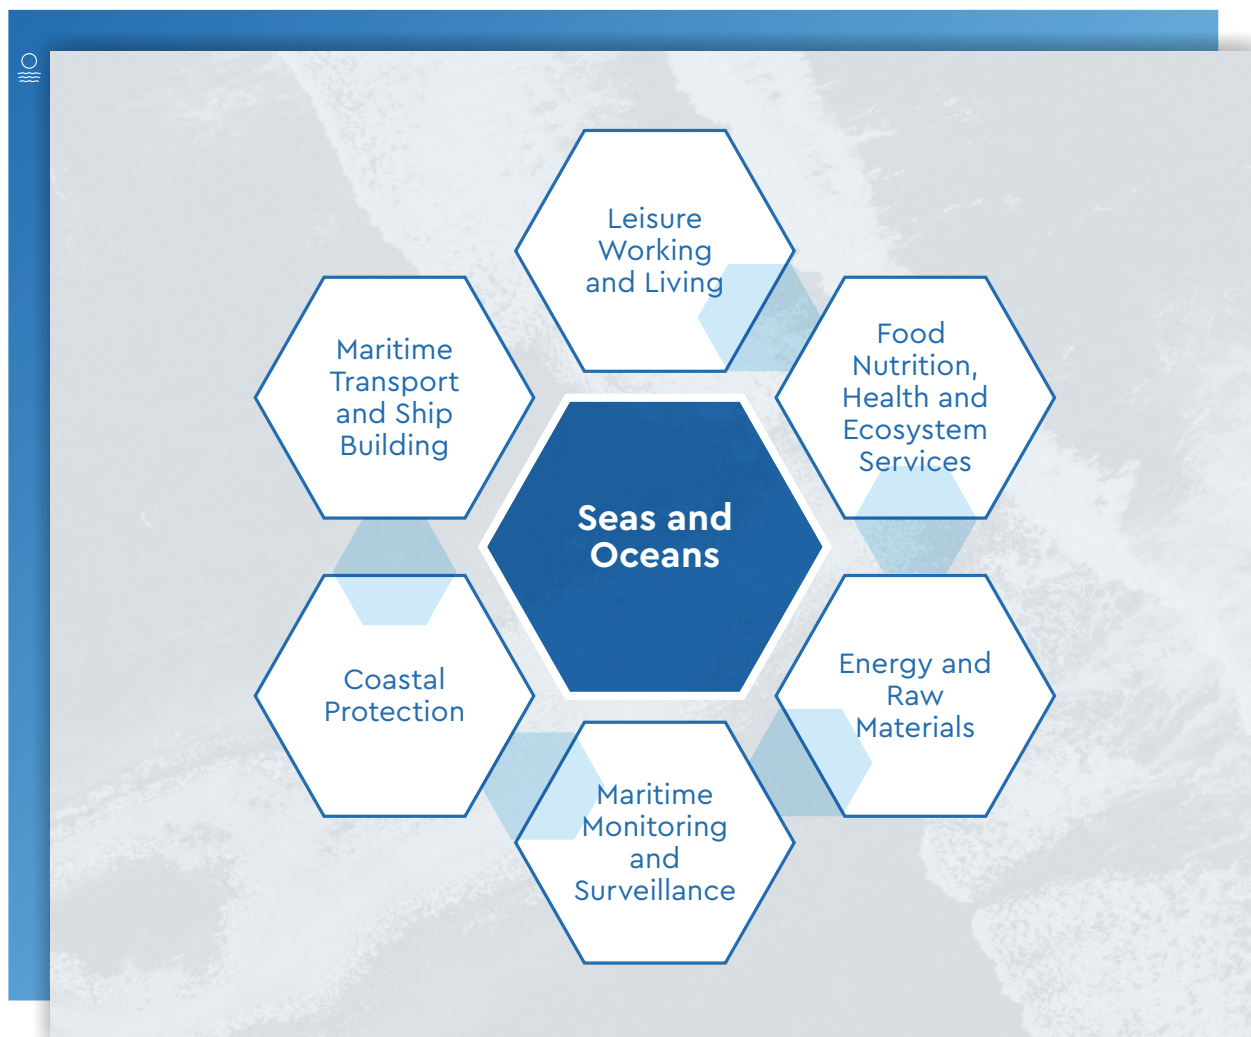 Leisure
Working
and Living
Maritime
Transport
and Ship
Building
Food
Nutrition,
Health and
Ecosystem
Services
Seas and
Oceans
Coastal
Protection
Energy and
Raw
Materials
Maritime
Monitoring
and
Surveillance